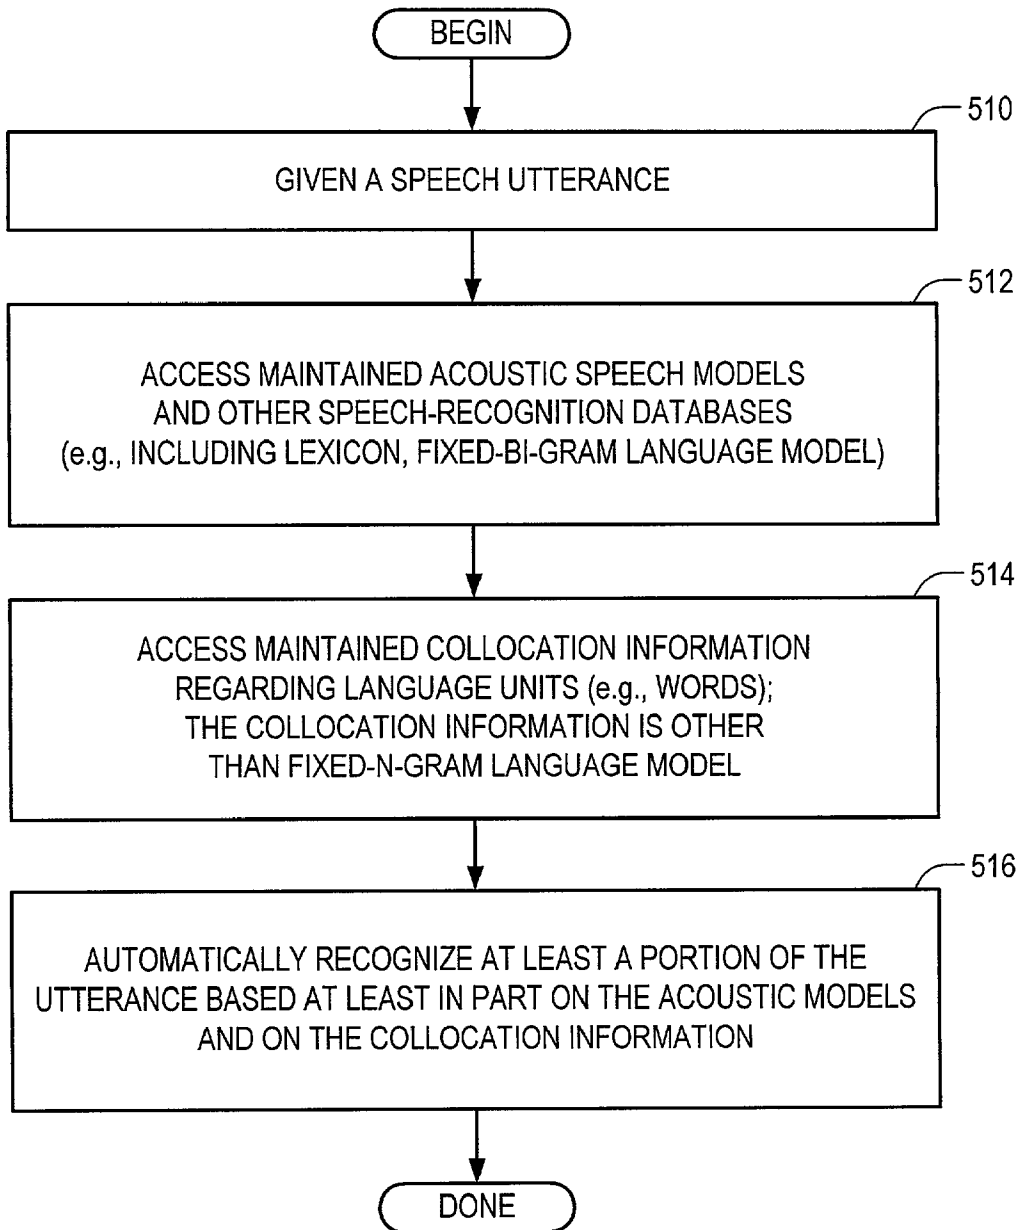 BEGIN
510
GIVEN A SPEECH UTTERANCE
512
ACCESS MAINTAINED ACOUSTIC SPEECH MODELS
AND OTHER SPEECH-RECOGNITION DATABASES
(e.g., INCLUDING LEXICON, FIXED-BI-GRAM LANGUAGE MODEL)
514
ACCESS MAINTAINED COLLOCATION INFORMATION
REGARDING LANGUAGE UNITS (e.g., WORDS);
THE COLLOCATION INFORMATION IS OTHER
THAN FIXED-N-GRAM LANGUAGE MODEL
516
AUTOMATICALLY RECOGNIZE AT LEAST A PORTION OF THE
UTTERANCE BASED AT LEAST IN PART ON THE ACOUSTIC MODELS
AND ON THE COLLOCATION INFORMATION
DONE